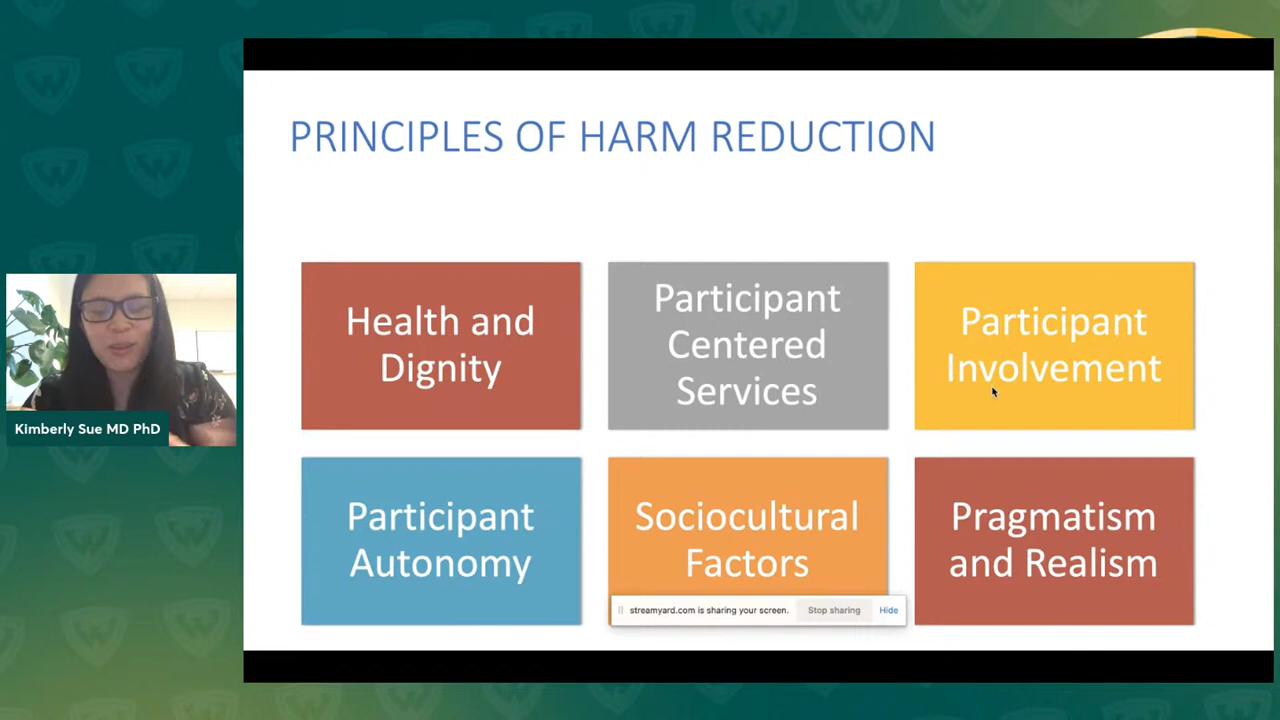 PRINCIPLES OF HARM REDUCTION
Health and
Dignity
Participant
Centered
Services
Participant
Involvement
Kimberly Sue MD PhD
Participant
Autonomy
Sociocultural
Factors
Pragmatism
and Realism
streamyard.com is sharing your screen.
Stop sharing
Hide